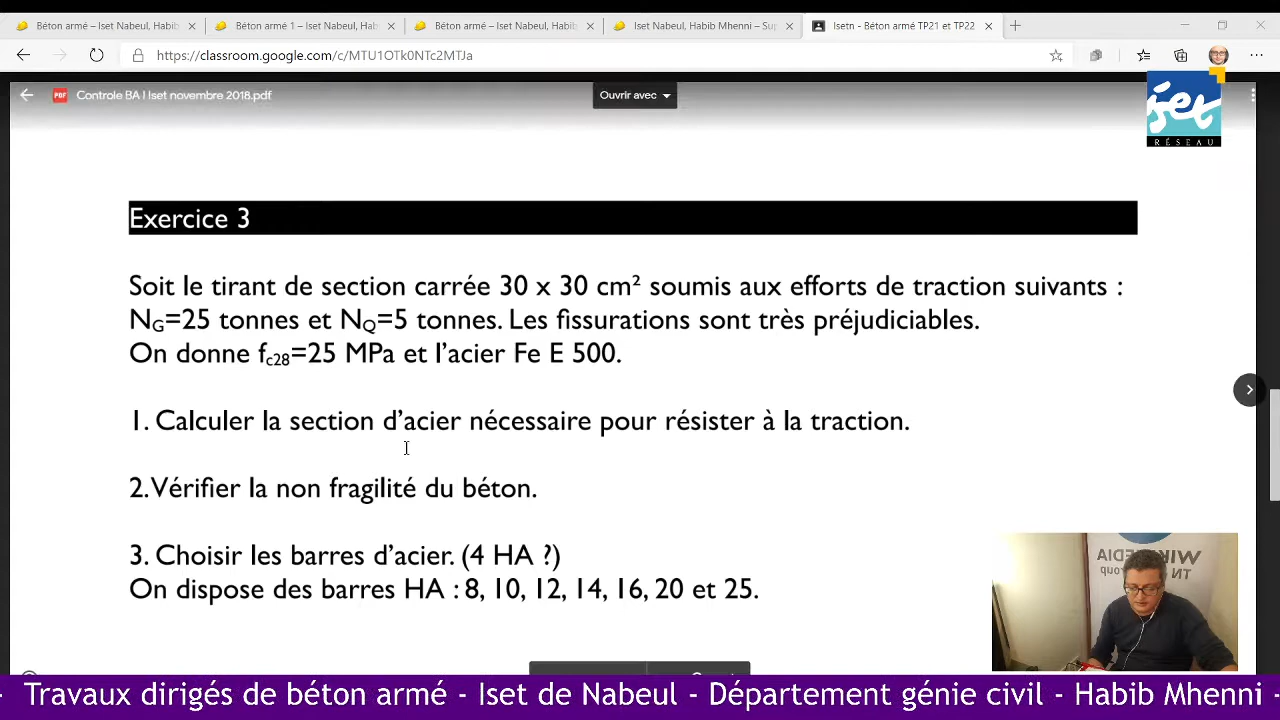 Béton armé – Iset Nabeul, Habib
Béton armé 1 – Iset Nabeul, Hab
Béton armé – Iset Nabeul, Habib
Iset Nabeul, Habib Mhenni – Sup
Isetn - Béton armé TP21 et TP22
https://classroom.google.com/c/MTU1OTk0NTc2MTJa
PDF Controle BA I Iset novembre 2018.pdf
Ouvrir avec
iset
RÉSEAU
Exercice 3
Soit le tirant de section carrée 30 x 30 cm² soumis aux efforts de traction suivants :
NG=25 tonnes et NQ=5 tonnes. Les fissurations sont très préjudiciables.
On donne fc28=25 MPa et l’acier Fe E 500.
1. Calculer la section d’acier nécessaire pour résister à la traction.
2. Vérifier la non fragilité du béton.
3. Choisir les barres d’acier. (4 HA ?)
On dispose des barres HA : 8, 10, 12, 14, 16, 20 et 25.
WIKIMEDIA
TN User Group
- Travaux dirigés de béton armé - Iset de Nabeul - Département génie civil - Habib Mhenni -